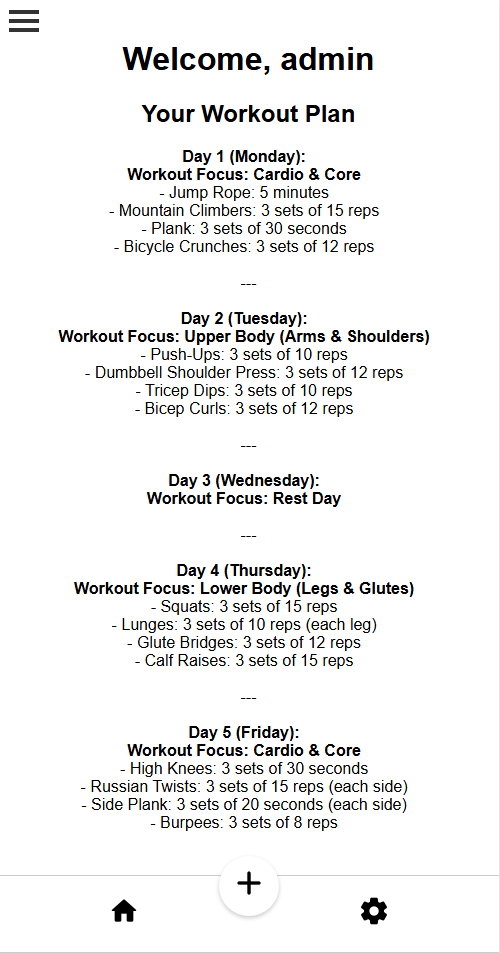 Welcome, admin
Your Workout Plan
Day 1 (Monday):
Workout Focus: Cardio & Core
- Jump Rope: 5 minutes
- Mountain Climbers: 3 sets of 15 reps
- Plank: 3 sets of 30 seconds
- Bicycle Crunches: 3 sets of 12 reps
---
Day 2 (Tuesday):
Workout Focus: Upper Body (Arms & Shoulders)
- Push-Ups: 3 sets of 10 reps
- Dumbbell Shoulder Press: 3 sets of 12 reps
- Tricep Dips: 3 sets of 10 reps
- Bicep Curls: 3 sets of 12 reps
---
Day 3 (Wednesday):
Workout Focus: Rest Day
---
Day 4 (Thursday):
Workout Focus: Lower Body (Legs & Glutes)
- Squats: 3 sets of 15 reps
- Lunges: 3 sets of 10 reps (each leg)
- Glute Bridges: 3 sets of 12 reps
- Calf Raises: 3 sets of 15 reps
---
Day 5 (Friday):
Workout Focus: Cardio & Core
- High Knees: 3 sets of 30 seconds
- Russian Twists: 3 sets of 15 reps (each side)
- Side Plank: 3 sets of 20 seconds (each side)
- Burpees: 3 sets of 8 reps